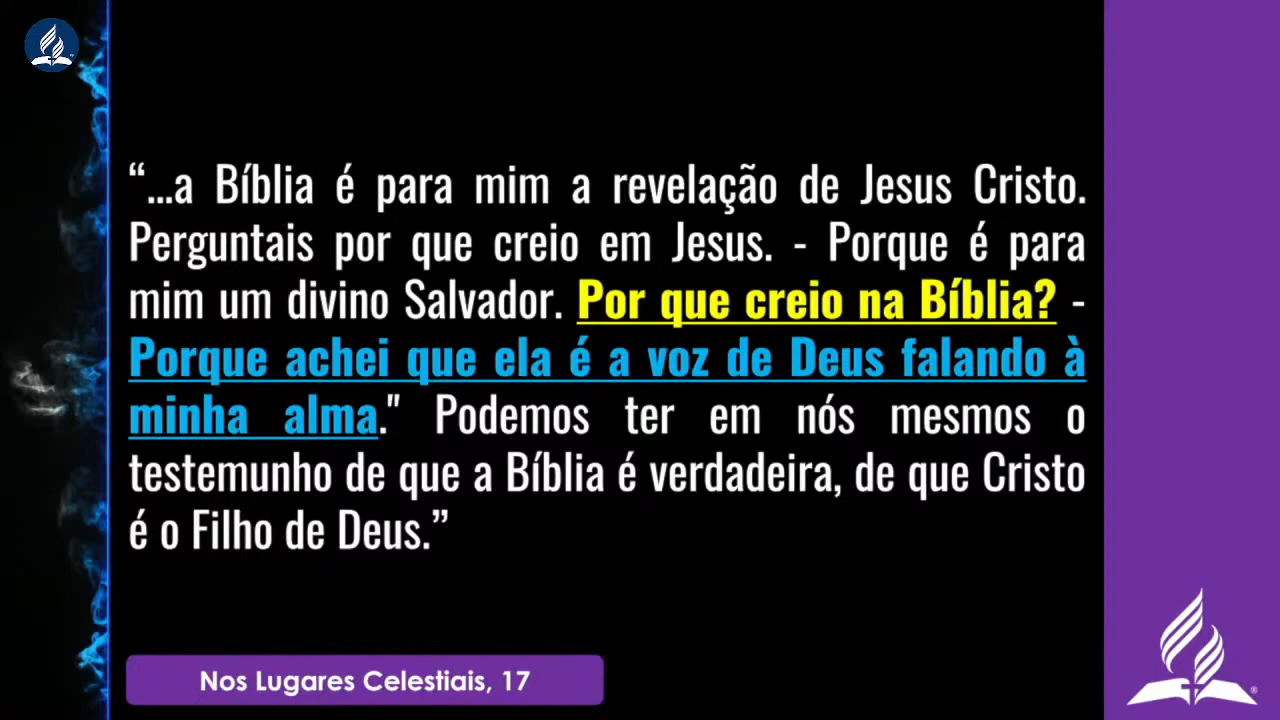 “...a Bíblia é para mim a revelação de Jesus Cristo.
Perguntais por que creio em Jesus. - Porque é para
mim um divino Salvador. Por que creio na Bíblia? -
Porque achei que ela é a voz de Deus falando à
minha alma." Podemos ter em nós mesmos o
testemunho de que a Bíblia é verdadeira, de que Cristo
é o Filho de Deus.”
Nos Lugares Celestiais, 17